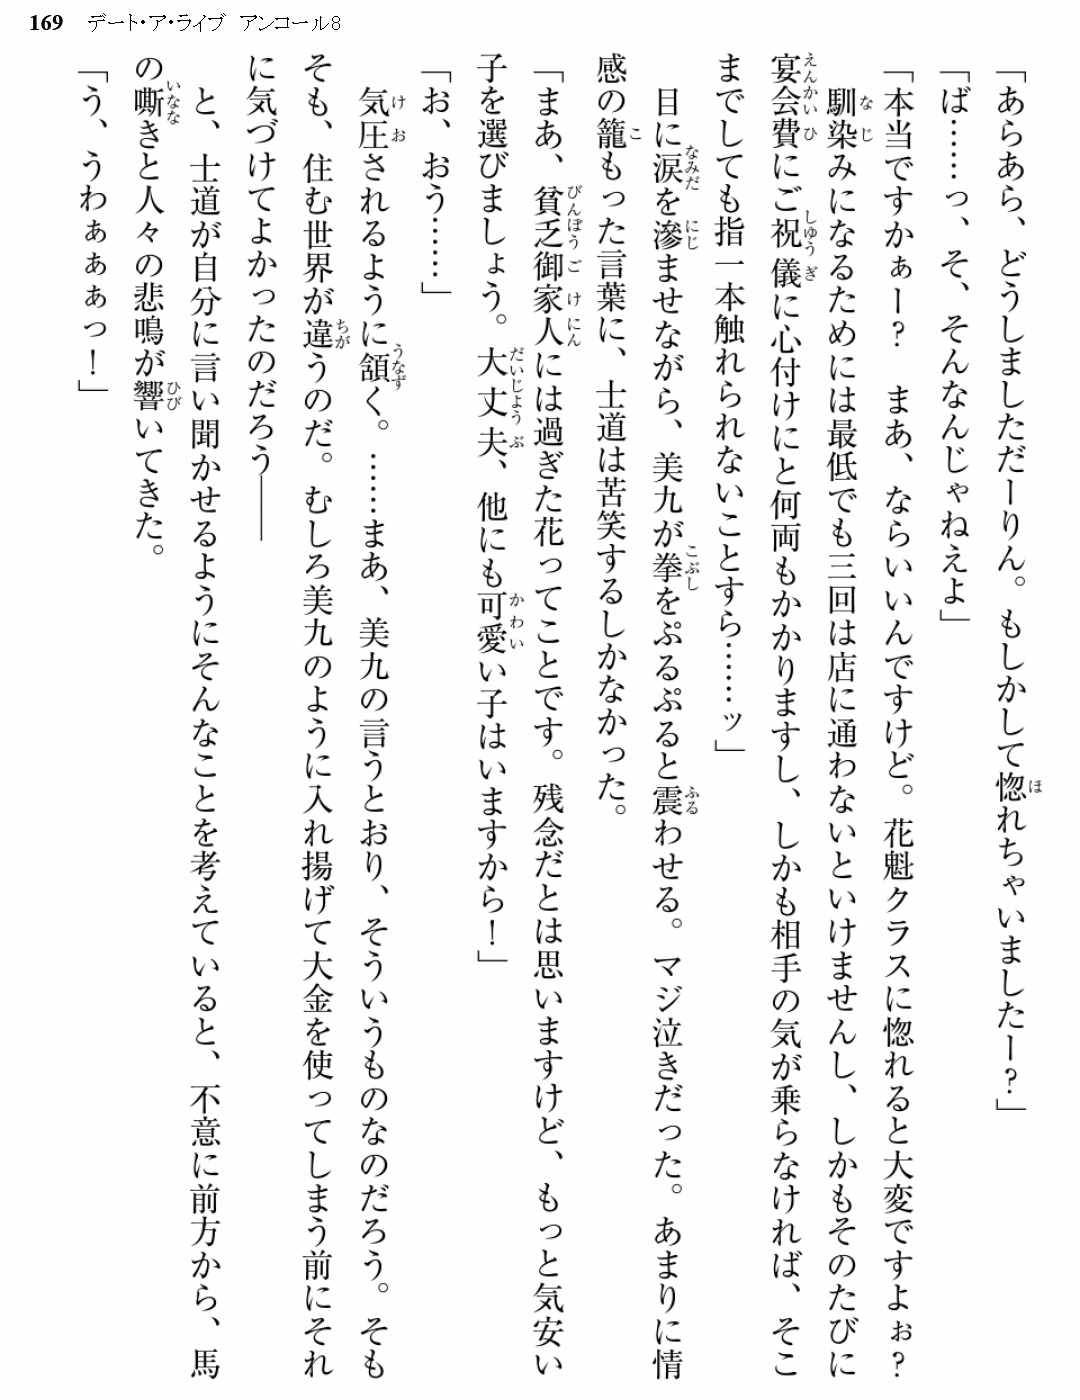 169 デート・ア・ライブ アンコール8
「あらあら、どうしましただーりん。もしかして惚れちゃいましたー？」
「ば……っ、そ、そんなんじゃねえよ」
「本当ですかぁー？　まあ、ならいいんですけど。花魁クラスに惚れると大変ですよぉ？
馴染みになるためには最低でも三回は店に通わないといけませんし、しかもそのたびに
宴会費にご祝儀に心付けにと何両もかかりますし、しかも相手の気が乗らなければ、そこ
までしても指一本触れられないことすら……ッ」
　目に涙を滲ませながら、美九が拳をぷるぷると震わせる。マジ泣きだった。あまりに情
感の籠もった言葉に、士道は苦笑するしかなかった。
「まあ、貧乏御家人には過ぎた花ってことです。残念だとは思いますけど、もっと気安い
子を選びましょう。大丈夫、他にも可愛い子はいますから！」
「お、おう……」
　気圧されるように頷く。……まあ、美九の言うとおり、そういうものなのだろう。そも
そも、住む世界が違うのだ。むしろ美九のように入れ揚げて大金を使ってしまう前にそれ
に気づけてよかったのだろう――
　と、士道が自分に言い聞かせるようにそんなことを考えていると、不意に前方から、馬
の嘶きと人々の悲鳴が響いてきた。
「う、うわぁぁぁっ！」